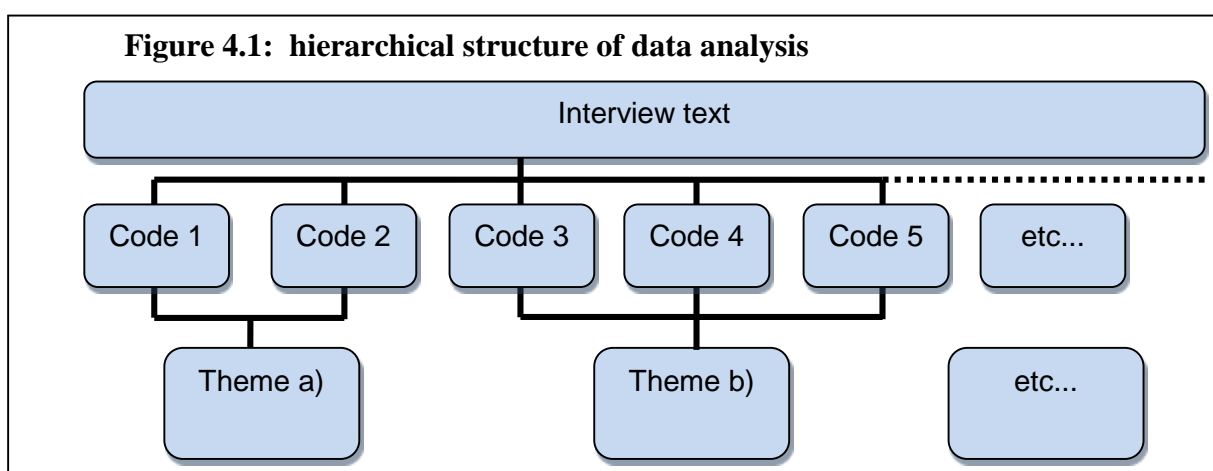 Figure 4.1: hierarchical structure of data analysis
Interview text
Code 1 Code 2 Code 3 Code 4 Code 5 etc...
Theme a) Theme b) etc...